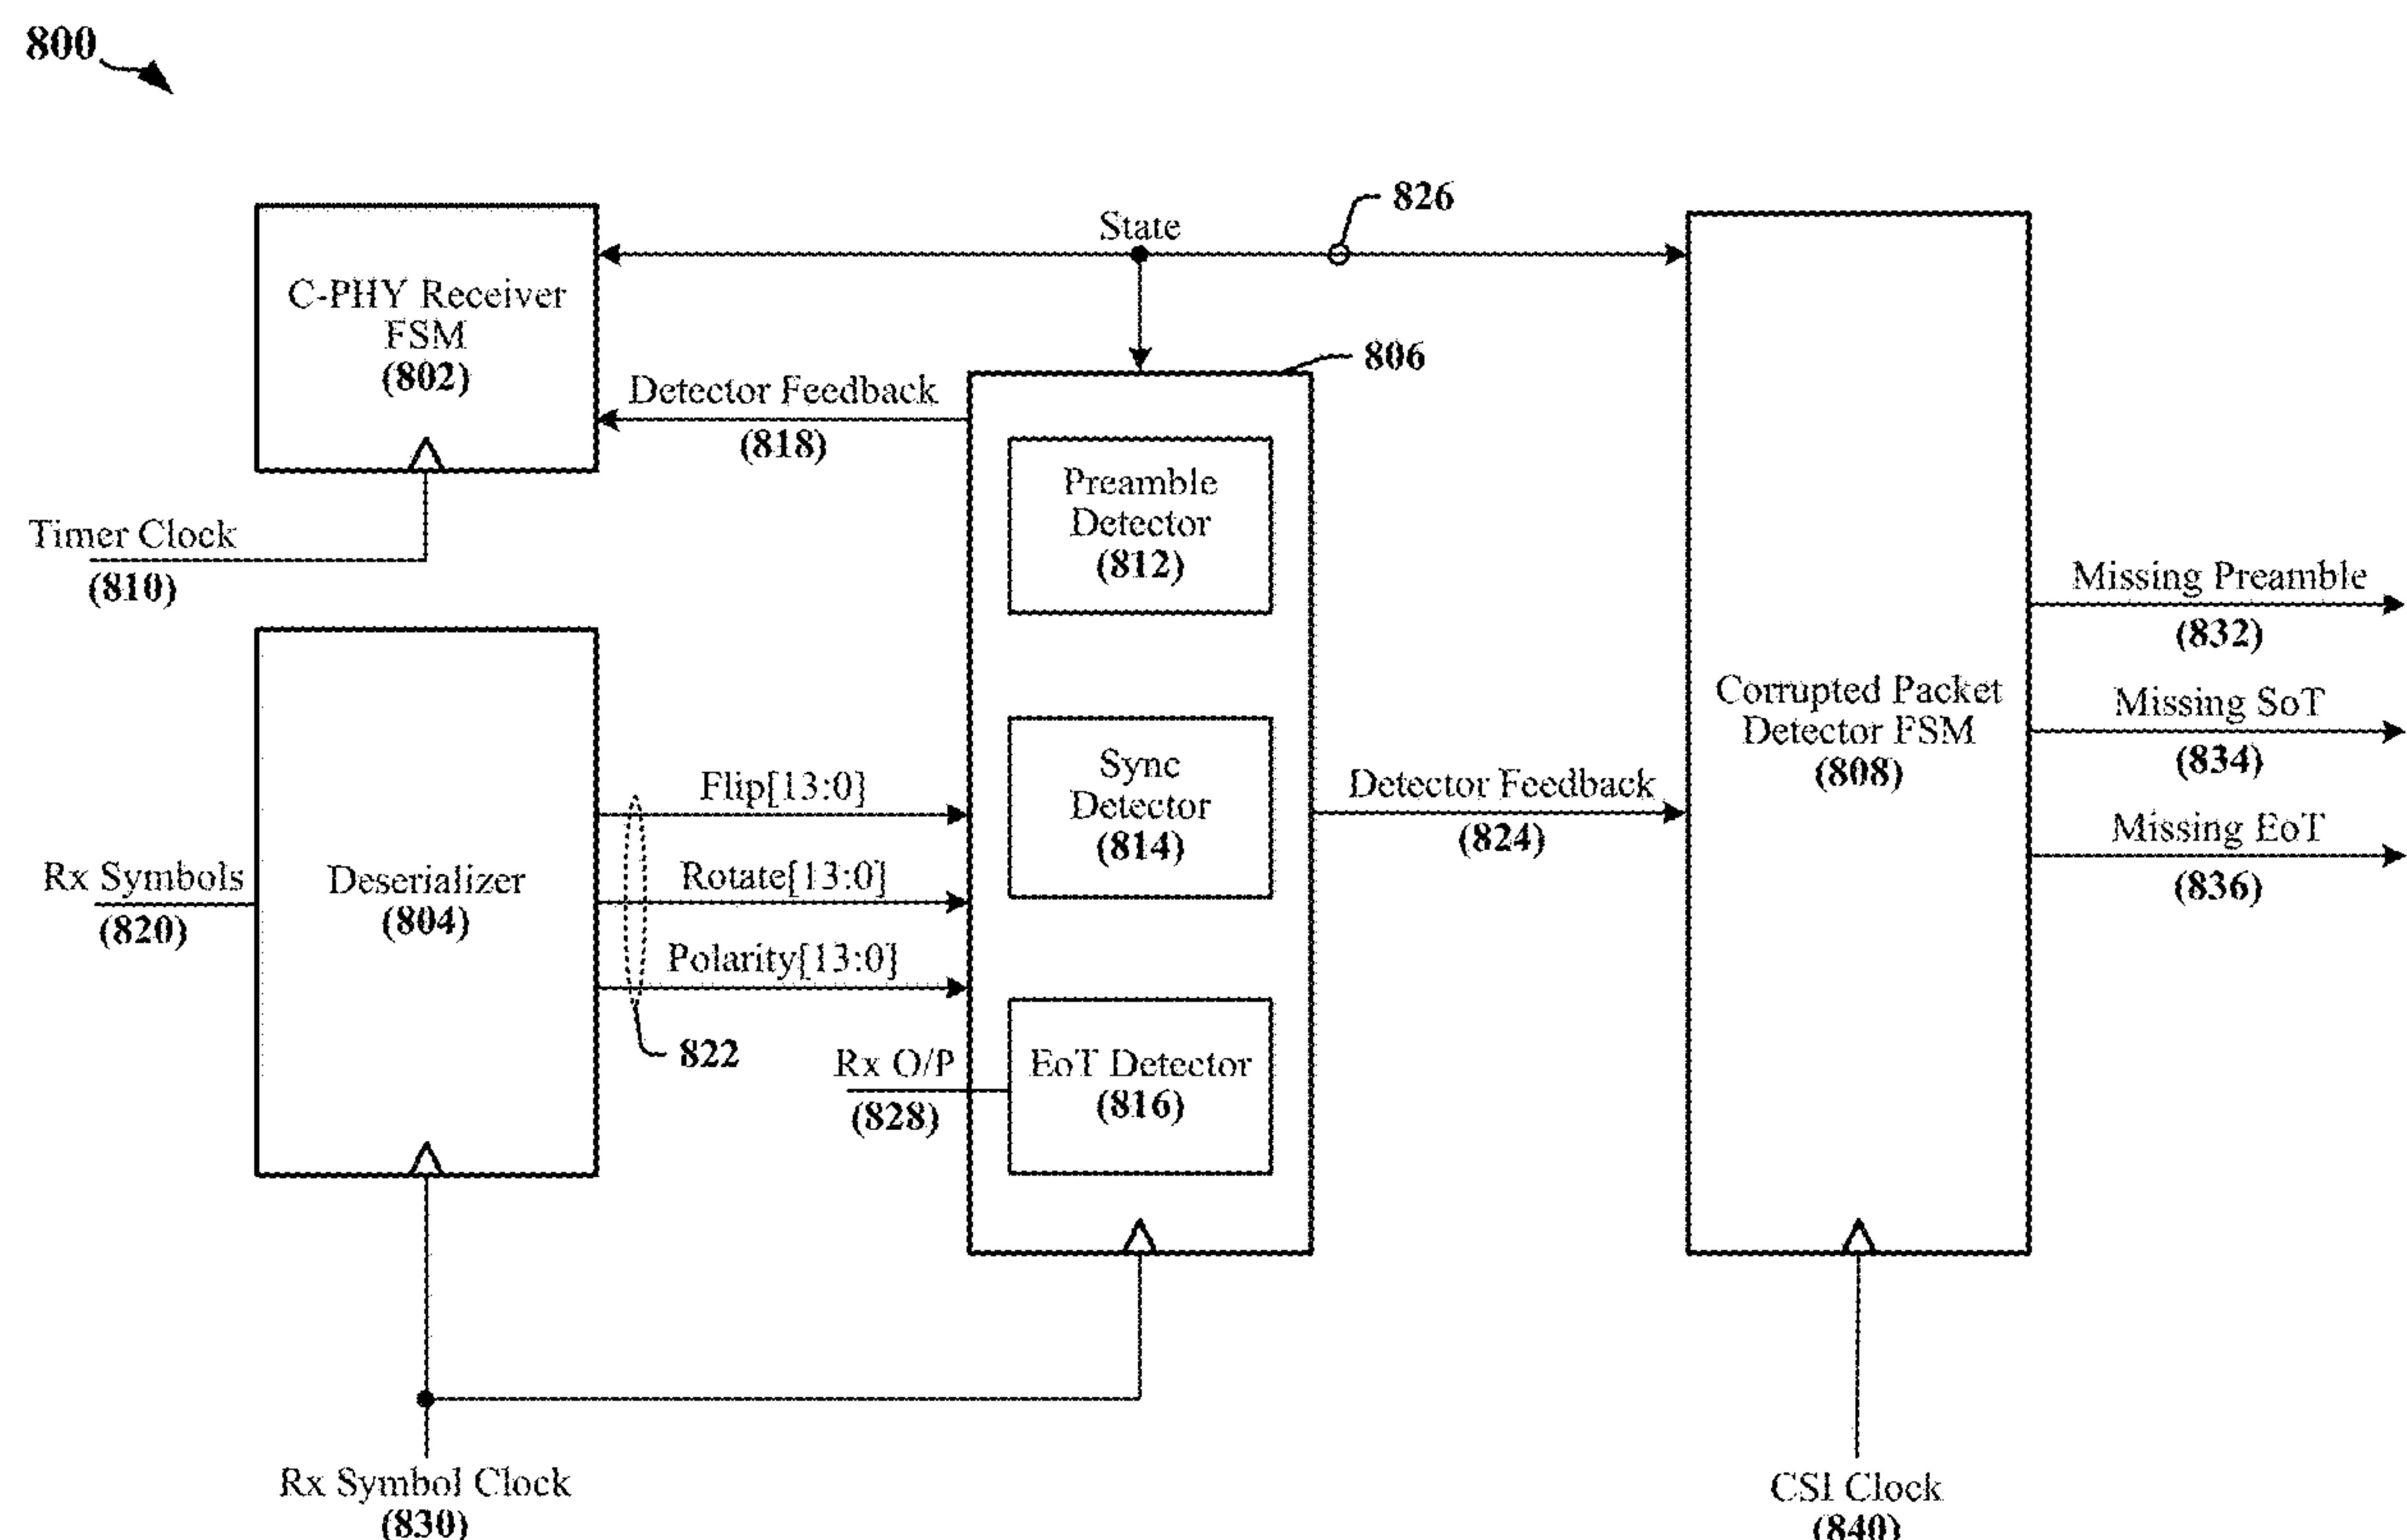 800
826
State
C-PHY Receiver
FSM
(802)
806
Detector Feedback
(818)
Preamble
Detector
(812)
Timer Clock
(810)
Missing Preamble
(832)
Corrupted Packet
Detector FSM
(808)
Missing SoT
(834)
Sync
Detector
(814)
Flip[13:0]
Detector Feedback
(824)
Missing EoT
(836)
Rx Symbols
(820)
Deserializer
(804)
Rotate[13:0]
Polarity[13:0]
822
Rx O/P
(828)
EoT Detector
(816)
Rx Symbol Clock
(830)
CSI Clock
(840)